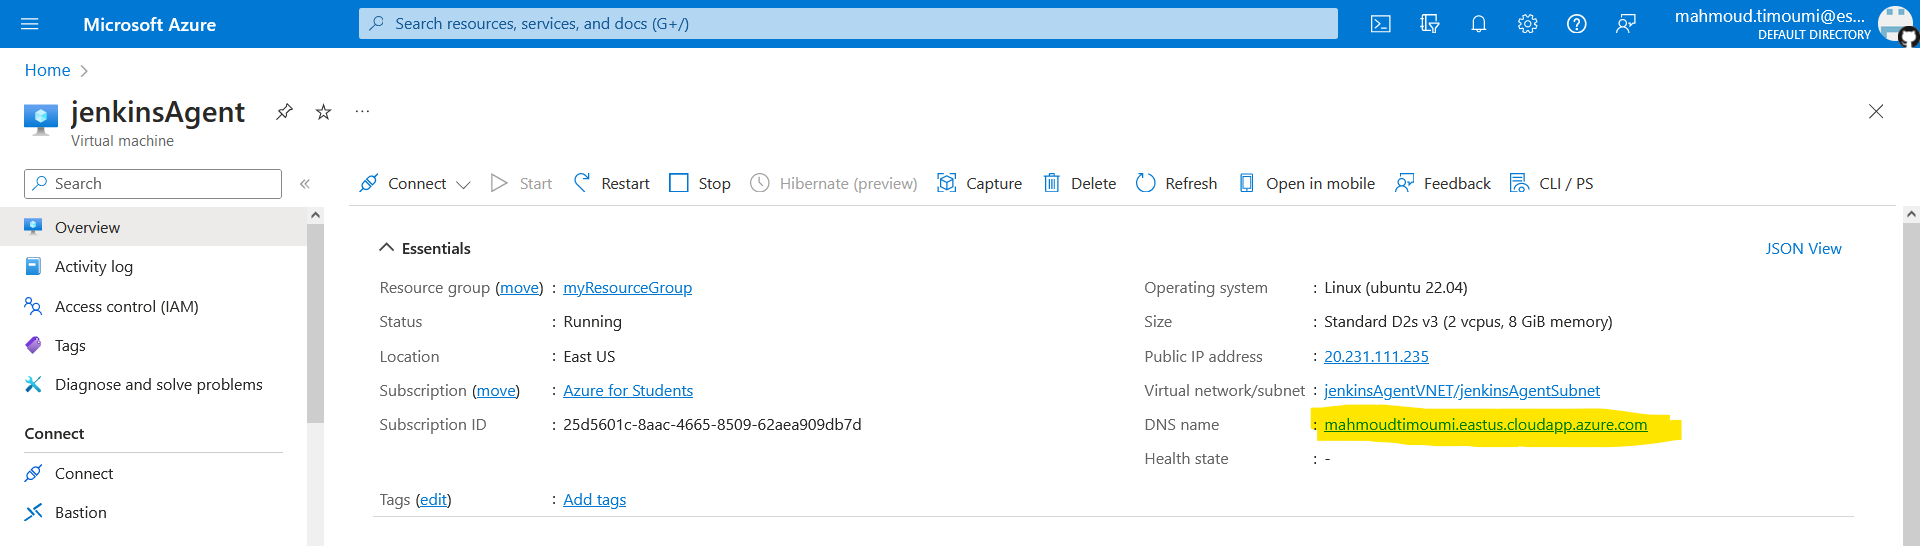 Microsoft Azure
Search resources, services, and docs (G+/)
mahmoud.timoumi@es...
DEFAULT DIRECTORY
Home
jenkinsAgent
Virtual machine
Search
Connect
Start
Restart
Stop
Hibernate (preview)
Capture
Delete
Refresh
Open in mobile
Feedback
CLI / PS
Overview
Activity log
Access control (IAM)
Tags
Diagnose and solve problems
Connect
Connect
Bastion
Essentials
JSON View
Resource group (move) : myResourceGroup
Status : Running
Location : East US
Subscription (move) : Azure for Students
Subscription ID : 25d5601c-8aac-4665-8509-62aea909db7d
Operating system : Linux (ubuntu 22.04)
Size : Standard D2s v3 (2 vcpus, 8 GiB memory)
Public IP address : 20.231.111.235
Virtual network/subnet : jenkinsAgentVNET/jenkinsAgentSubnet
DNS name : mahmoudtimoumi.eastus.cloudapp.azure.com
Health state : -
Tags (edit) : Add tags